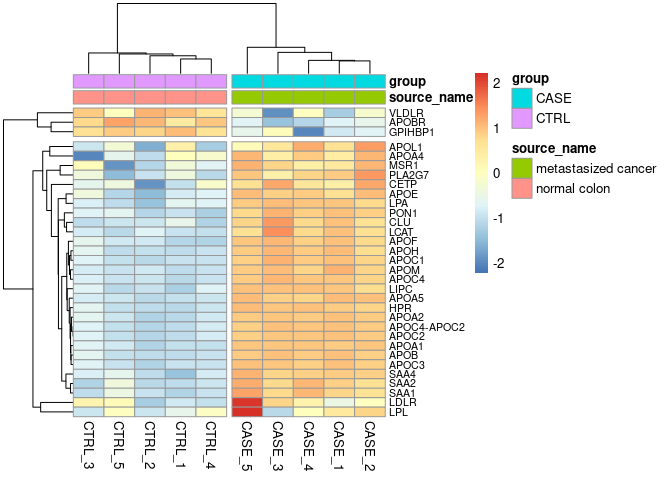 group
source_name
VLDLR
APOBR
GPIHBP1
APOL1
APOA4
MSR1
PLA2G7
CETP
APOE
LPA
PON1
CLU
LCAT
APOF
APOH
APOC1
APOM
APOC4
LIPC
APOA5
HPR
APOA2
APOC4-APOC2
APOC2
APOA1
APOB
APOC3
SAA4
SAA2
SAA1
LDLR
LPL
CTRL_3
CTRL_5
CTRL_2
CTRL_1
CTRL_4
CASE_5
CASE_3
CASE_4
CASE_1
CASE_2
2
1
0
-1
-2
group
CASE
CTRL
source_name
metastasized cancer
normal colon